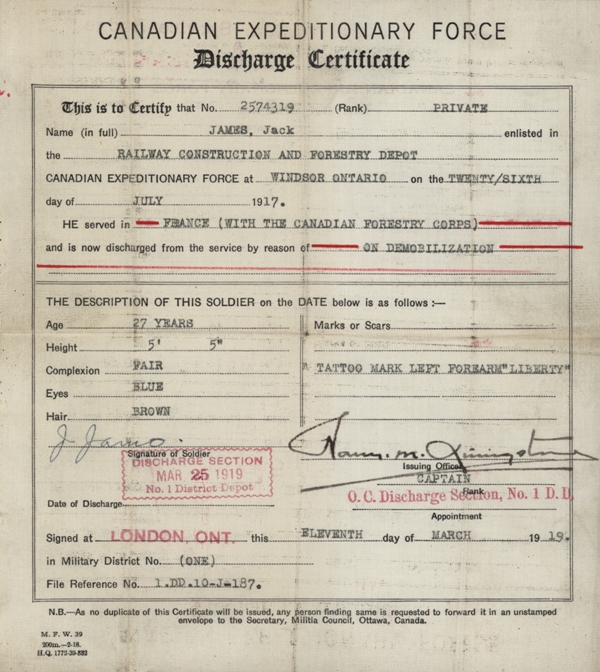 CANADIAN EXPEDITIONARY FORCE
Discharge Certificate
This is to Certify that No. 2574319 (Rank) PRIVATE
Name (in full) JAMES, Jack enlisted in
the RAILWAY CONSTRUCTION AND FORESTRY DEPOT
CANADIAN EXPEDITIONARY FORCE at WINDSOR ONTARIO on the TWENTY/SIXTH
day of JULY 1917.
HE served in FRANCE (WITH THE CANADIAN FORESTRY CORPS)
and is now discharged from the service by reason of ON DEMOBILIZATION
THE DESCRIPTION OF THIS SOLDIER on the DATE below is as follows :—
Age 27 YEARS Marks or Scars
Height 5' 5"
Complexion FAIR TATTOO MARK LEFT FOREARM "LIBERTY"
Eyes BLUE
Hair BROWN
J James.
Signature of Soldier
Issuing Officer
DISCHARGE SECTION
MAR 25 1919
No. 1 District Depot
CAPTAIN
Rank
O.C. Discharge Section, No. 1 D.D.
Date of Discharge
Appointment
Signed at LONDON, ONT. this ELEVENTH day of MARCH 1919.
in Military District No. (ONE)
File Reference No. 1.DD.10-J-187.
N.B.—As no duplicate of this Certificate will be issued, any person finding same is requested to forward it in an unstamped
envelope to the Secretary, Militia Council, Ottawa, Canada.
M. F. W. 39
200m.—2-18.
H.Q. 1772-39-882